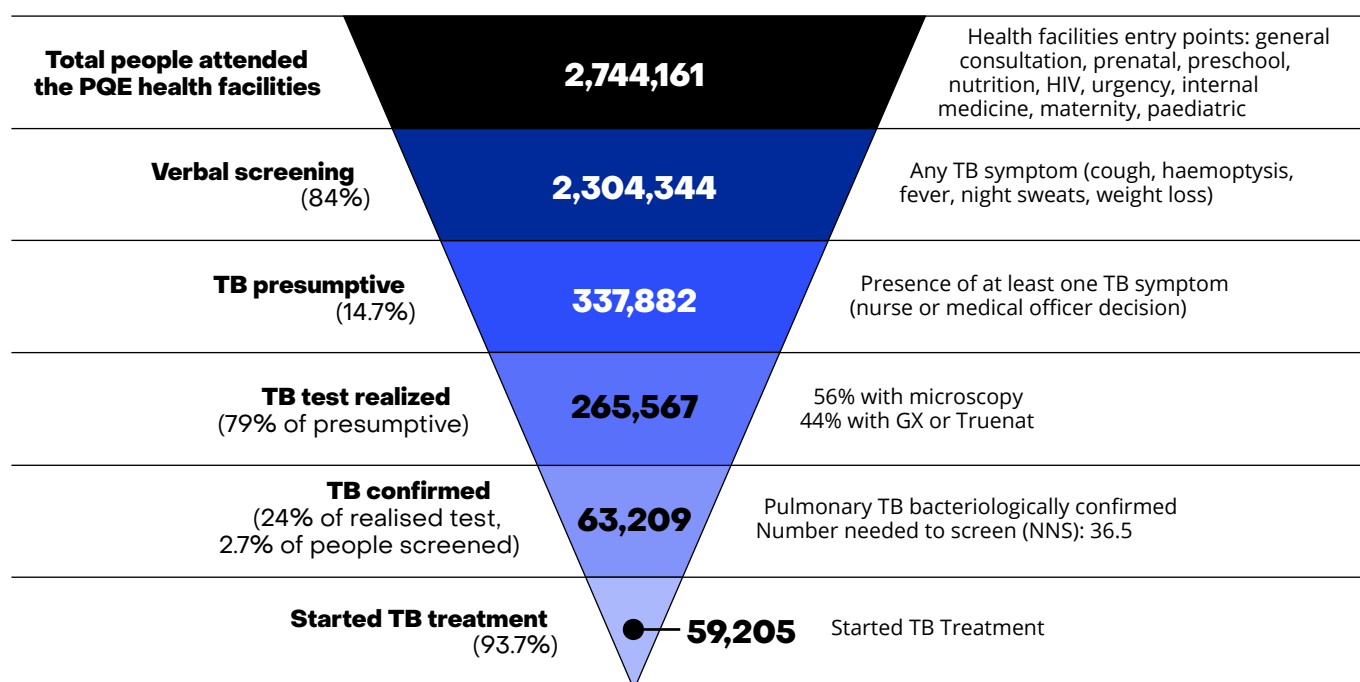 Total people attended
the PQE health facilities
2,744,161
Health facilities entry points: general
consultation, prenatal, preschool,
nutrition, HIV, urgency, internal
medicine, maternity, paediatric
Verbal screening
(84%)
2,304,344
Any TB symptom (cough, haemoptysis,
fever, night sweats, weight loss)
TB presumptive
(14.7%)
337,882
Presence of at least one TB symptom
(nurse or medical officer decision)
TB test realized
(79% of presumptive)
265,567
56% with microscopy
44% with GX or Truenat
TB confirmed
(24% of realised test,
2.7% of people screened)
63,209
Pulmonary TB bacteriologically confirmed
Number needed to screen (NNS): 36.5
Started TB treatment
(93.7%)
59,205
Started TB Treatment